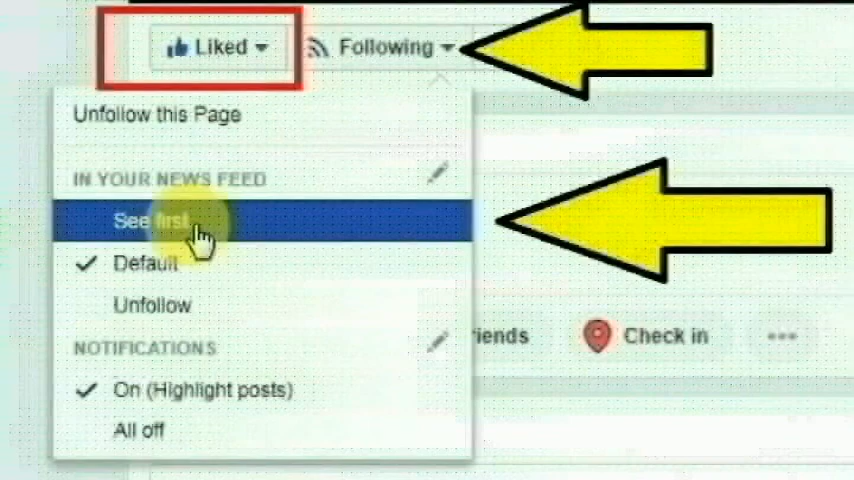 Liked Following
Unfollow this Page
IN YOUR NEWS FEED
See first
Default
Unfollow
riends Check in
NOTIFICATIONS
On (Highlight posts)
All off